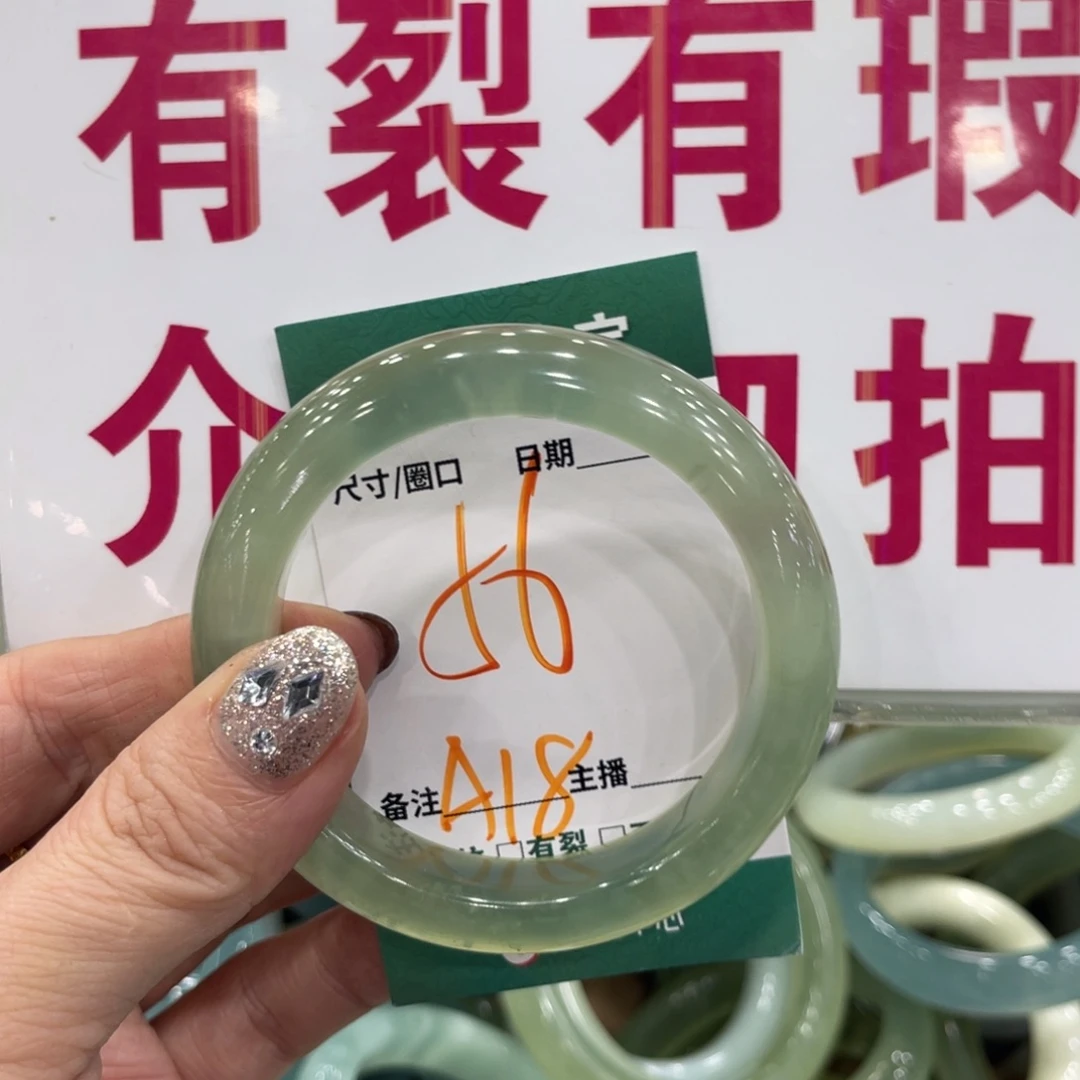 有裂有瑕
介 拍
尺寸/圈口 日期
56
备注A18 主播
有裂